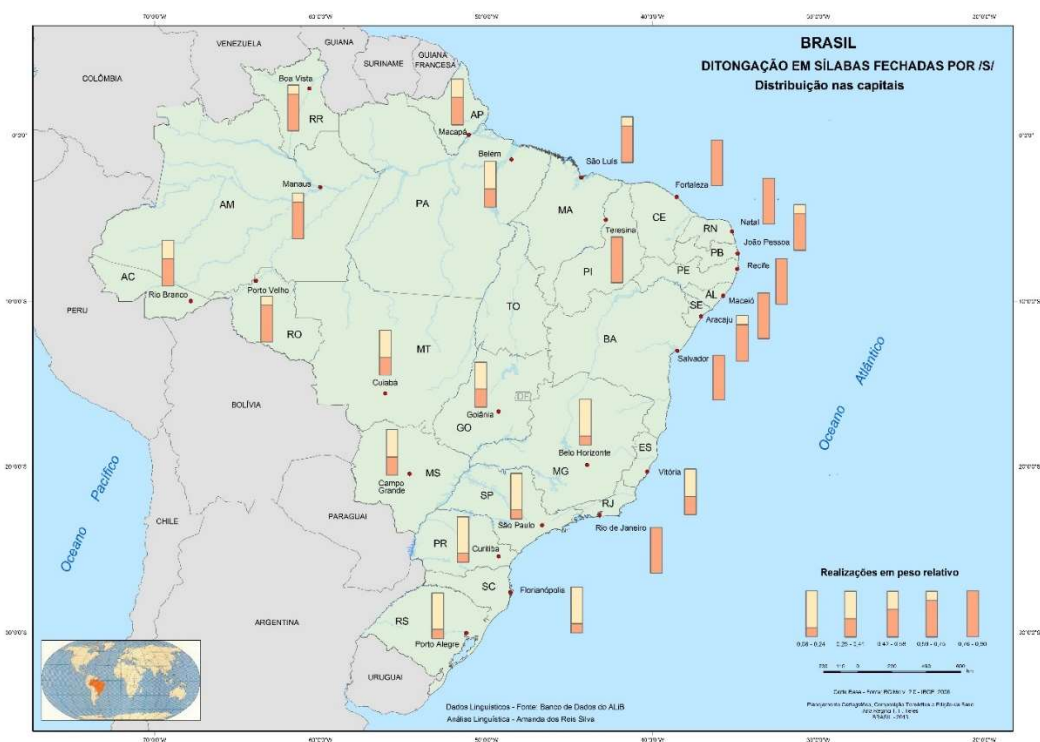 BRASIL
DITONGAÇÃO EM SÍLABAS FECHADAS POR /S/
Distribuição nas capitais
VENEZUELA
GUIANA
SURINAME
GUIANA
FRANCESA
COLÔMBIA
Boa Vista
RR
AP
Macapá
Belem
São Luís
Fortaleza
Manaus
AM
PA
MA
CE
Teresina
Natal
RN
João Pessoa
PB
Recife
PI
PE
AC
Rio Branco
Porto Velho
RO
TO
AL
Maceió
SE
Aracaju
PERU
MT
BA
Salvador
Cuiabá
Goiânia
DF
GO
BOLÍVIA
Oceano Atlântico
Belo Horizonte
ES
MG
Vitória
MS
Campo
Grande
SP
RJ
São Paulo
Rio de Janeiro
Oceano Pacífico
CHILE
PARAGUAI
PR
Curitiba
SC
Florianópolis
Realizações em peso relativo
ARGENTINA
RS
Porto Alegre
URUGUAI
Dados Linguísticos - Fonte: Banco de Dados do ALiB
Análise Linguística - Amanda dos Reis Silva